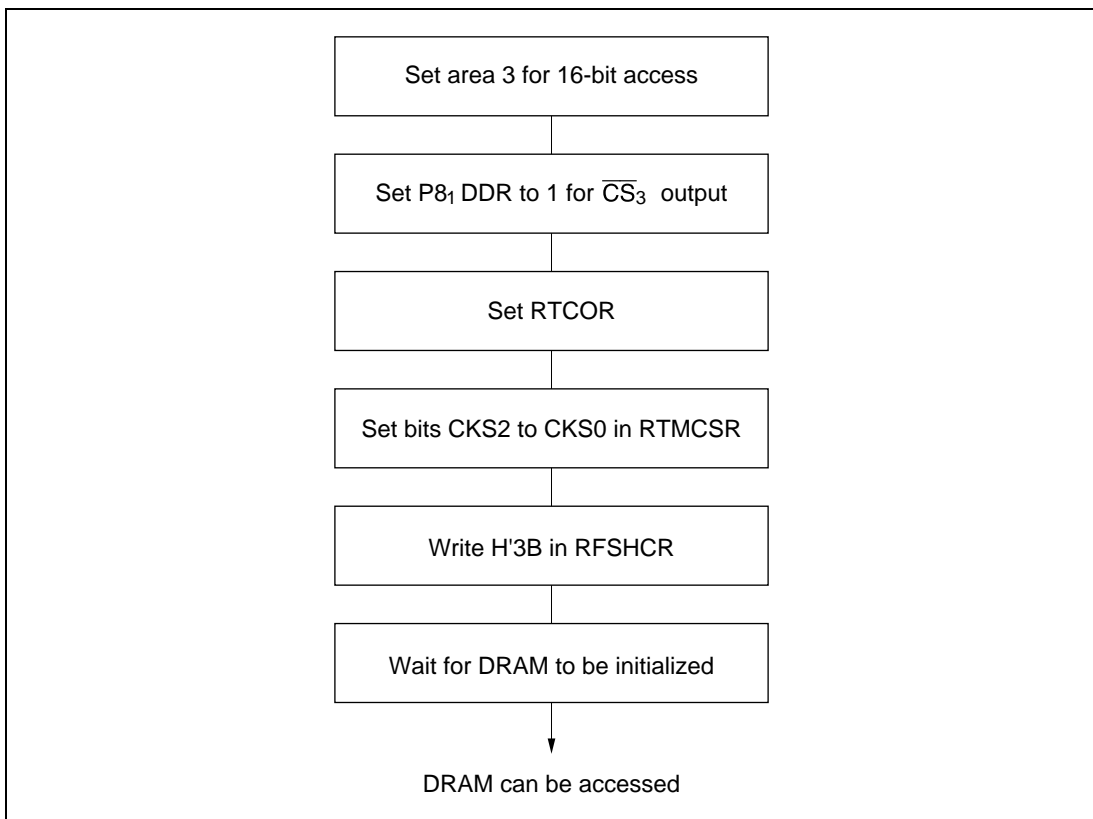 Set area 3 for 16-bit access
Set P8₁ DDR to 1 for C̅S̅₃ output
Set RTCOR
Set bits CKS2 to CKS0 in RTMCSR
Write H'3B in RFSHCR
Wait for DRAM to be initialized
DRAM can be accessed